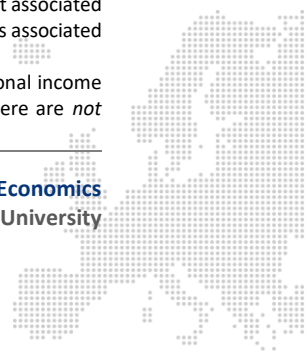 t associated
s associated
onal income
ere are not
Economics
University